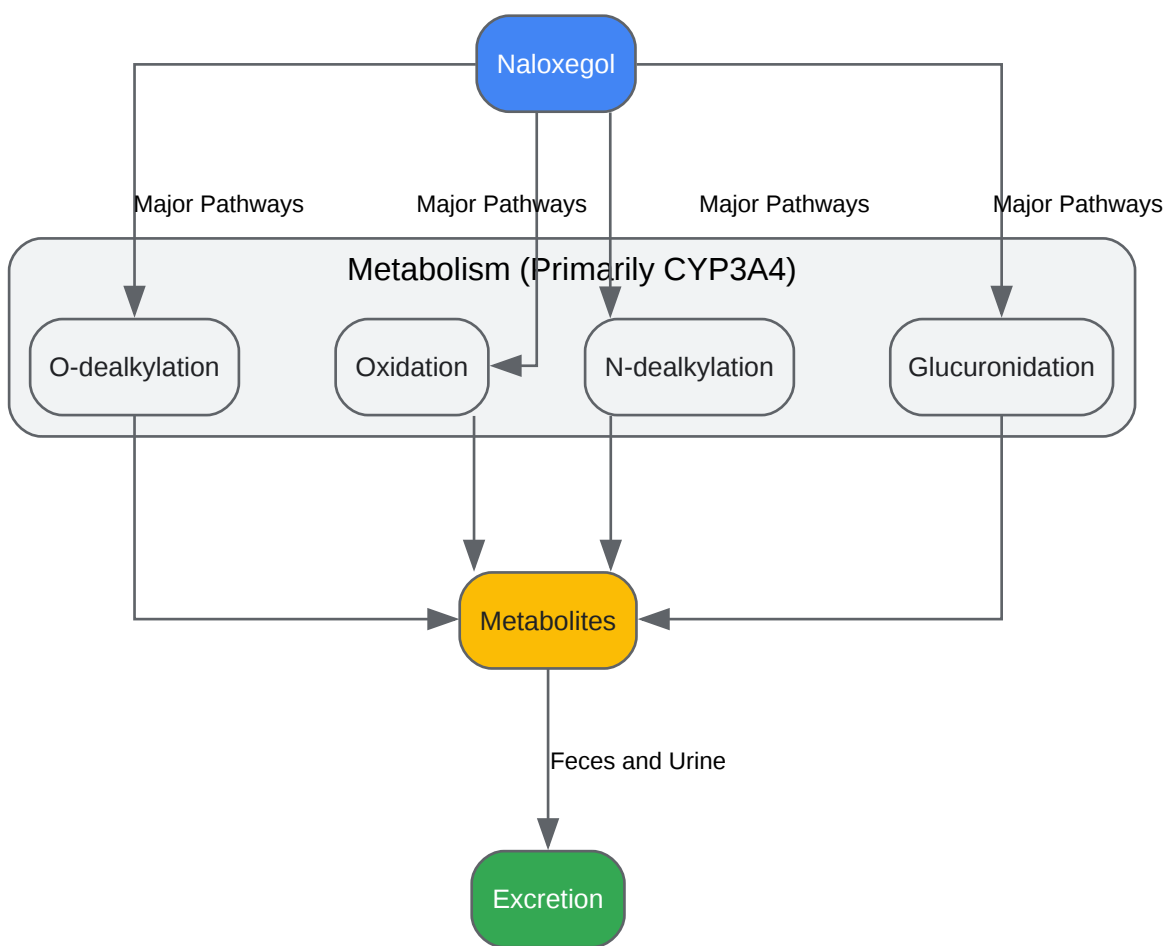 Naloxegol
Major Pathways
Major Pathways
Major Pathways
Major Pathways
Metabolism (Primarily CYP3A4)
O-dealkylation
Oxidation
N-dealkylation
Glucuronidation
Metabolites
Feces and Urine
Excretion